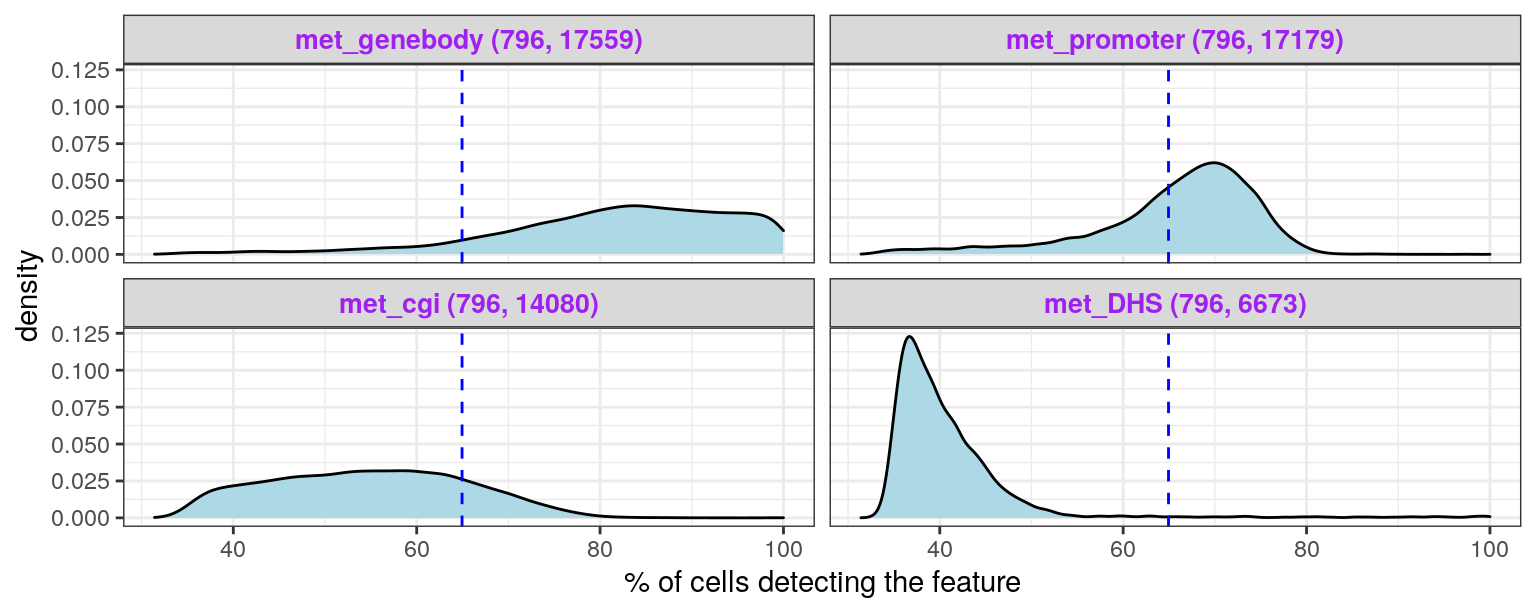 met_genebody (796, 17559)
met_promoter (796, 17179)
0.125
0.100
0.075
0.050
0.025
0.000
met_cgi (796, 14080)
met_DHS (796, 6673)
0.125
0.100
0.075
0.050
0.025
0.000
density
40 60 80 100 40 60 80 100
% of cells detecting the feature